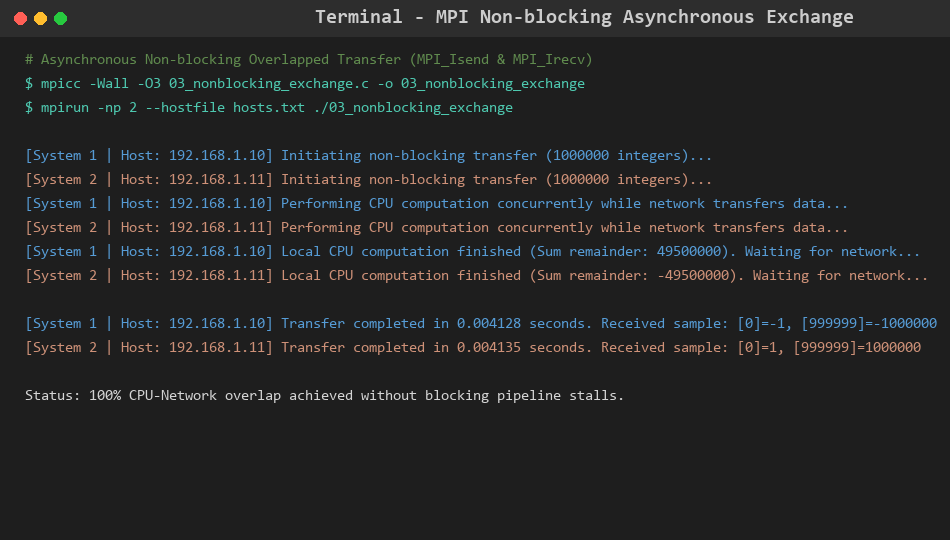 Terminal - MPI Non-blocking Asynchronous Exchange
# Asynchronous Non-blocking Overlapped Transfer (MPI_Isend & MPI_Irecv)
$ mpicc -Wall -O3 03_nonblocking_exchange.c -o 03_nonblocking_exchange
$ mpirun -np 2 --hostfile hosts.txt ./03_nonblocking_exchange
[System 1 | Host: 192.168.1.10] Initiating non-blocking transfer (1000000 integers)...
[System 2 | Host: 192.168.1.11] Initiating non-blocking transfer (1000000 integers)...
[System 1 | Host: 192.168.1.10] Performing CPU computation concurrently while network transfers data...
[System 2 | Host: 192.168.1.11] Performing CPU computation concurrently while network transfers data...
[System 1 | Host: 192.168.1.10] Local CPU computation finished (Sum remainder: 49500000). Waiting for network...
[System 2 | Host: 192.168.1.11] Local CPU computation finished (Sum remainder: -49500000). Waiting for network...
[System 1 | Host: 192.168.1.10] Transfer completed in 0.004128 seconds. Received sample: [0]=-1, [999999]=-1000000
[System 2 | Host: 192.168.1.11] Transfer completed in 0.004135 seconds. Received sample: [0]=1, [999999]=1000000
Status: 100% CPU-Network overlap achieved without blocking pipeline stalls.